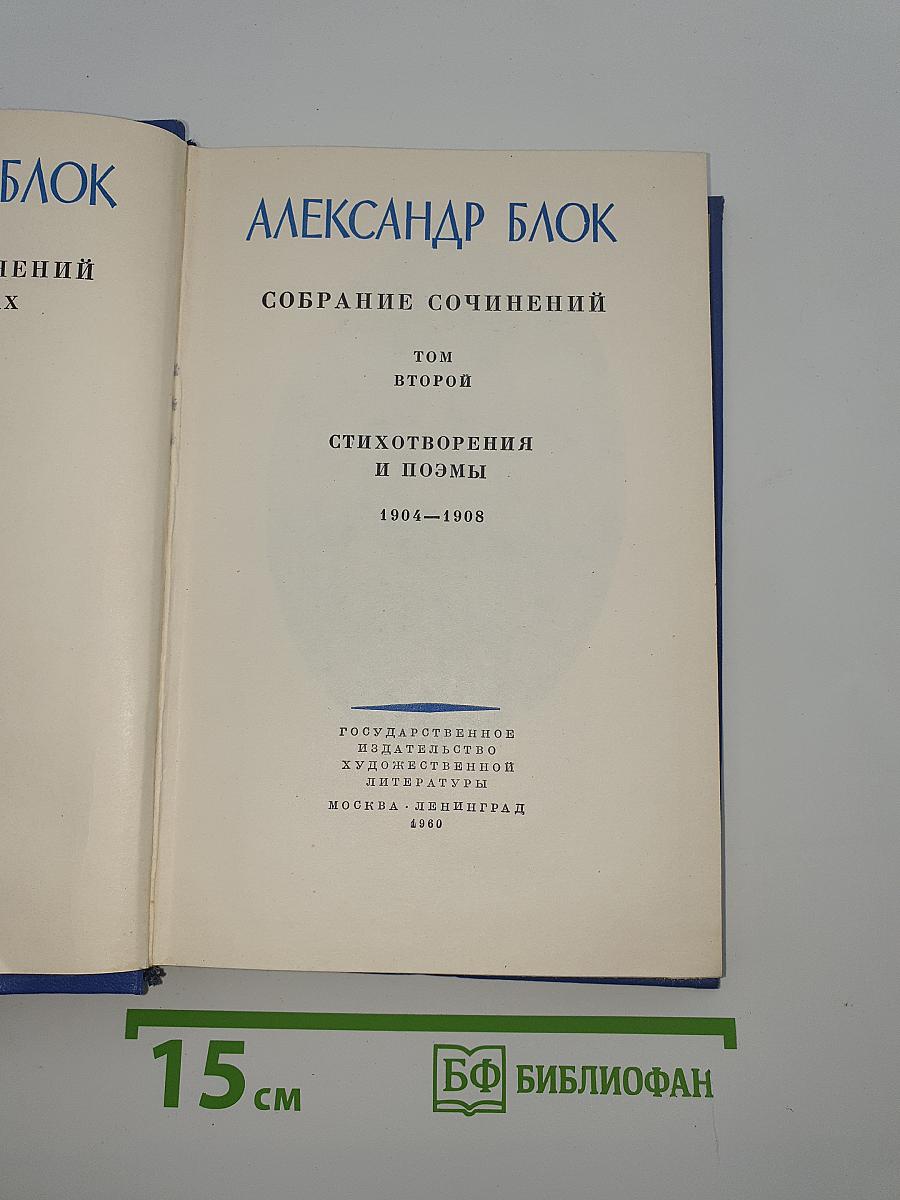 БЛОК
АЛЕКСАНДР БЛОК
СОБРАНИЕ СОЧИНЕНИЙ
ТОМ
ВТОРОЙ
СТИХОТВОРЕНИЯ
И ПОЭМЫ
1904—1908
ГОСУДАРСТВЕННОЕ
ИЗДАТЕЛЬСТВО
ХУДОЖЕСТВЕННОЙ
ЛИТЕРАТУРЫ
МОСКВА · ЛЕНИНГРАД
1960
15 см
БФ БИБЛИОФАН